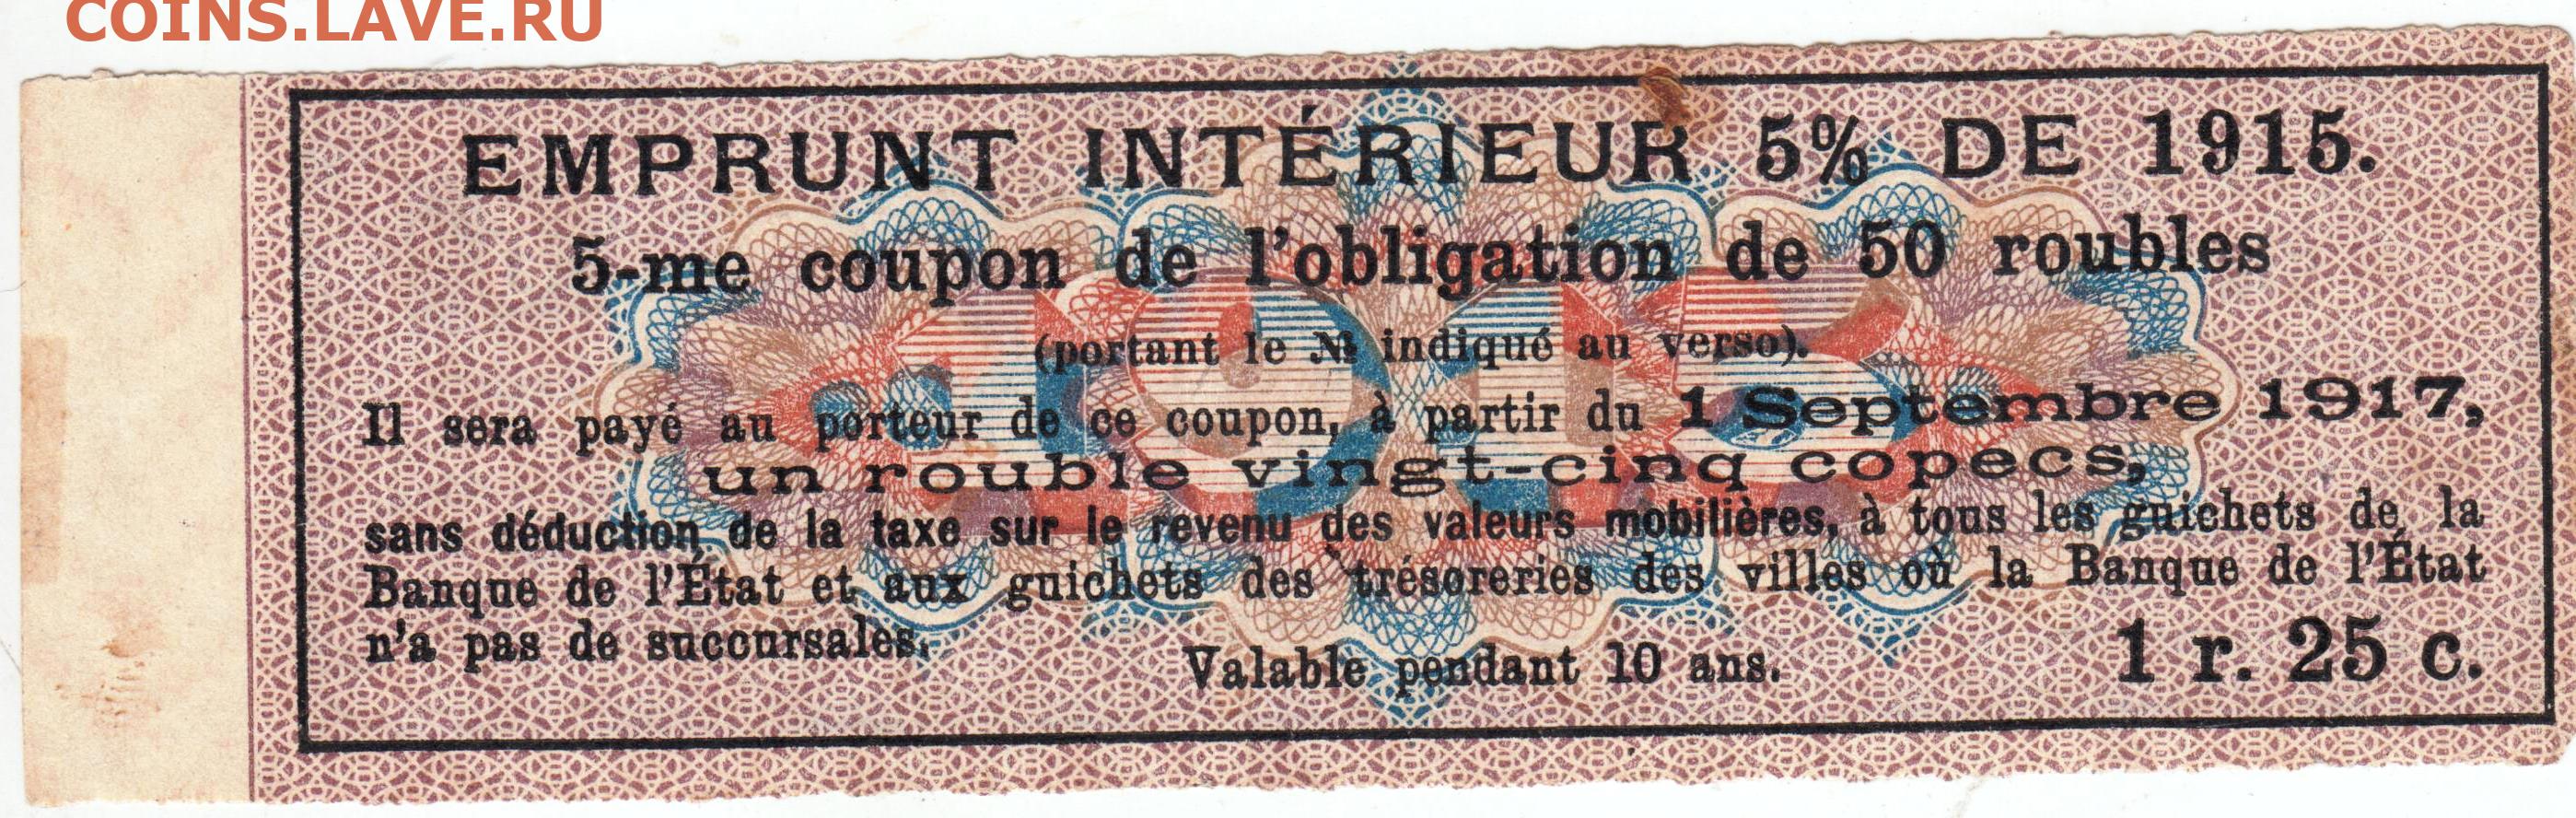 COINS.LAVE.RU
EMPRUNT INTÉRIEUR 5% DE 1915.
5-me coupon de l'obligation de 50 roubles
(portant le № indiqué au verso).
Il sera payé au porteur de ce coupon, à partir du 1 Septembre 1917,
un rouble vingt-cinq copecs,
sans déduction de la taxe sur le revenu des valeurs mobilières, à tous les guichets de la
Banque de l'État et aux guichets des trésoreries des villes où la Banque de l'État
n'a pas de succursales.
Valable pendant 10 ans.
1 r. 25 c.
1915